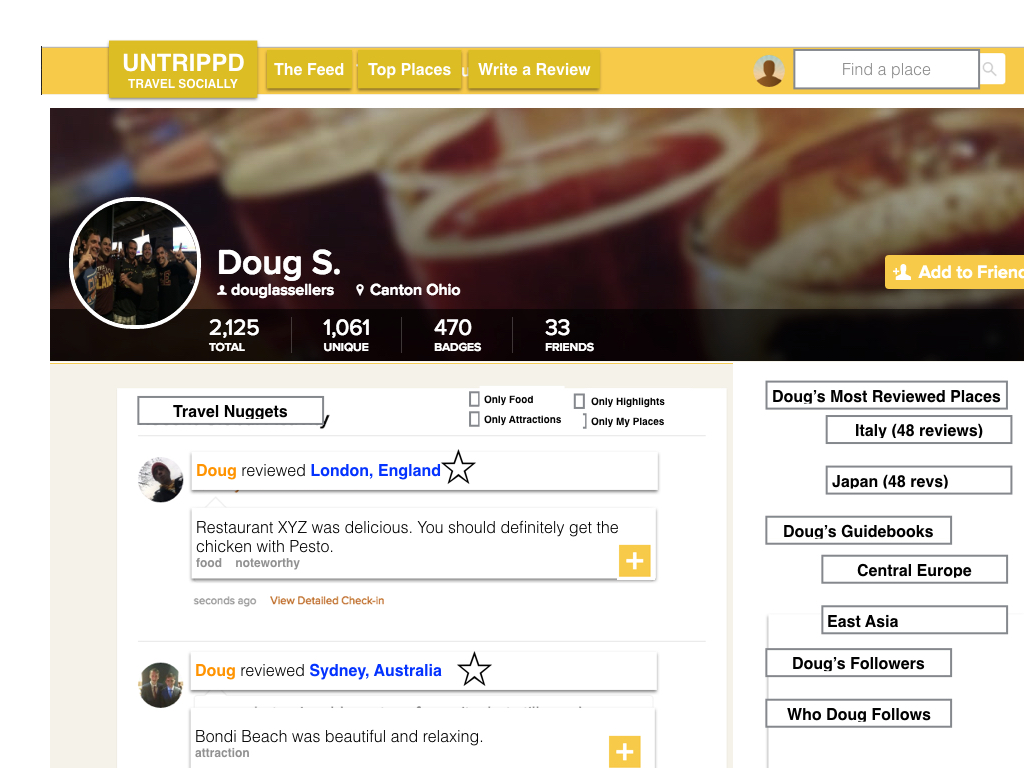 UNTRIPPD
TRAVEL SOCIALLY
The Feed
Top Places
Write a Review
Find a place
Doug S.
douglassellers
Canton Ohio
Add to Friend
2,125
TOTAL
1,061
UNIQUE
470
BADGES
33
FRIENDS
Travel Nuggets
Only Food
Only Highlights
Only Attractions
Only My Places
Doug reviewed London, England
Restaurant XYZ was delicious. You should definitely get the
chicken with Pesto.
food noteworthy
seconds ago View Detailed Check-in
Doug reviewed Sydney, Australia
Bondi Beach was beautiful and relaxing.
attraction
Doug's Most Reviewed Places
Italy (48 reviews)
Japan (48 revs)
Doug's Guidebooks
Central Europe
East Asia
Doug's Followers
Who Doug Follows